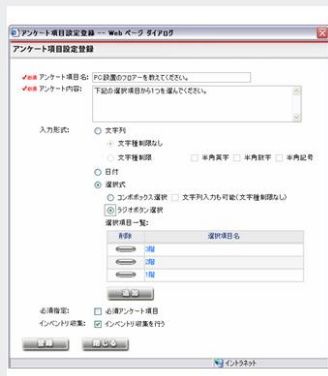 アンケート項目設定登録 -- Web ページ ダイアログ
アンケート項目設定登録
✓必須 アンケート項目名: PC設置のフロアーを教えてください。
✓必須 アンケート内容: 下記の選択項目から1つを選んでください。
入力形式: 文字列
文字種制限なし
文字種制限 半角英字 半角数字 半角記号
日付
選択式
コンボボックス選択 文字列入力も可能(文字種制限なし)
ラジオボタン選択
選択項目一覧:
削除 選択項目名
3階
2階
1階
追加
必須指定: 必須アンケート項目
インベントリ収集: インベントリ収集を行う
登録 閉じる
イントラネット